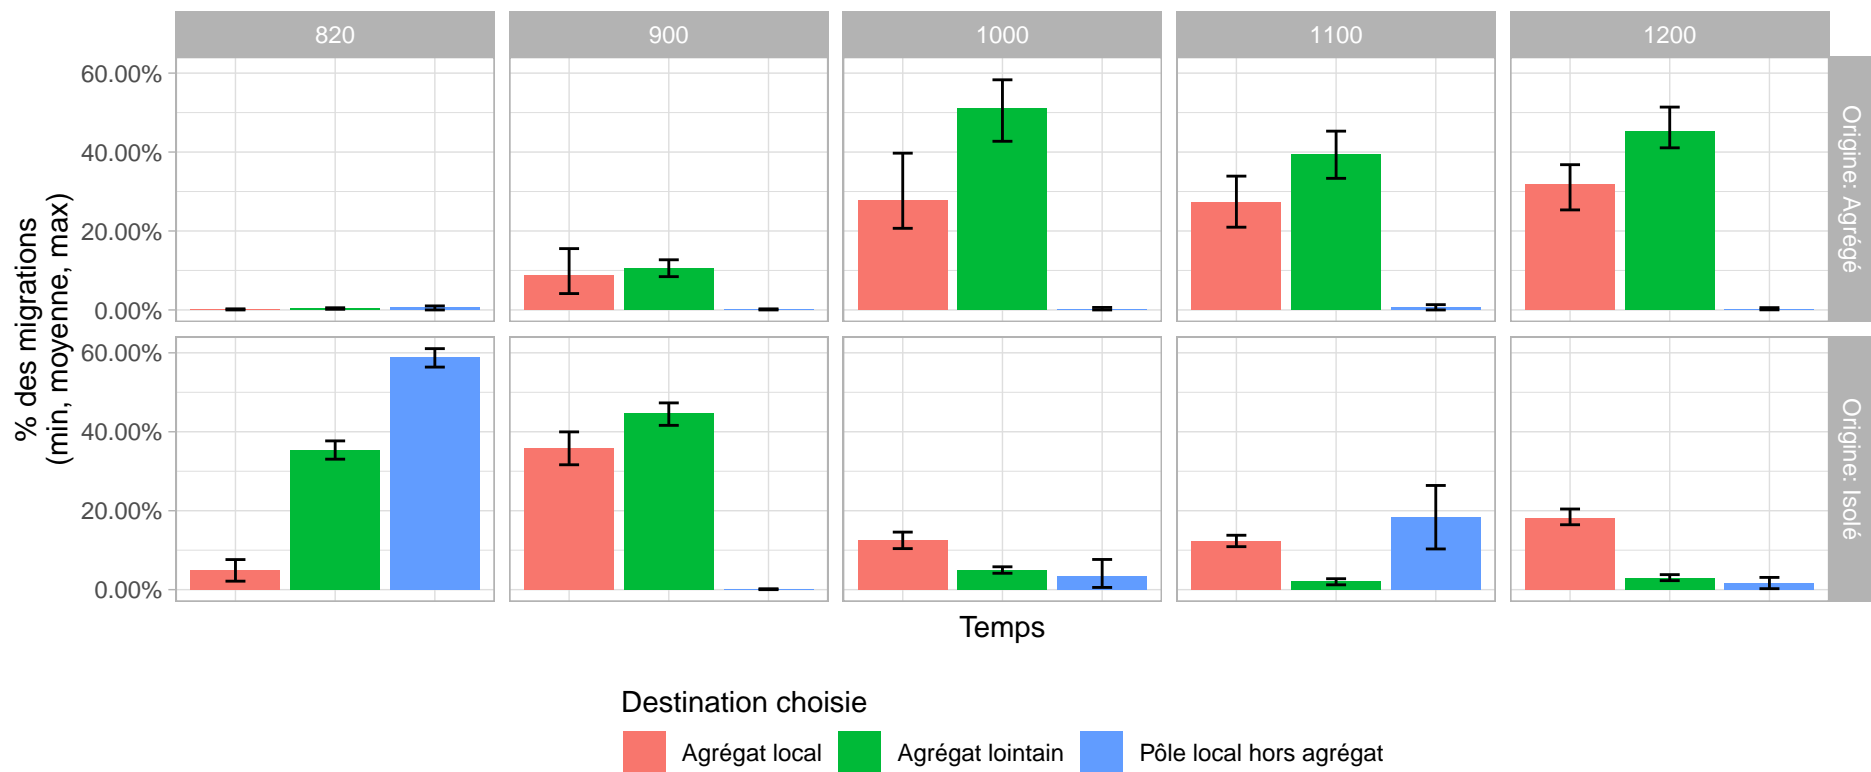 820 900 1000 1100 1200
60.00%
40.00%
20.00%
0.00%
Origine: Agrégé
60.00%
40.00%
20.00%
0.00%
Origine: Isolé
% des migrations
(min, moyenne, max)
Temps
Destination choisie
Agrégat local Agrégat lointain Pôle local hors agrégat